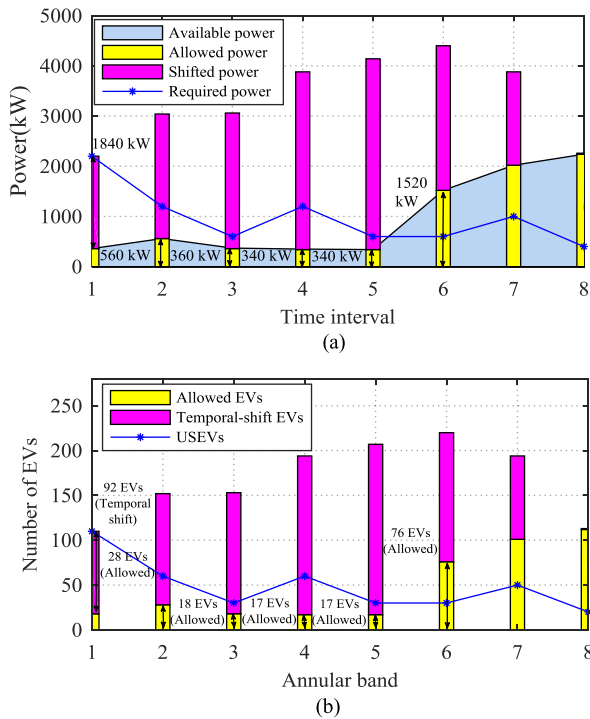 5000
4000
3000
2000
1000
0
Power(kW)
Available power
Allowed power
Shifted power
Required power
1840 kW
1520
kW
560 kW
360 kW
340 kW
340 kW
1 2 3 4 5 6 7 8
Time interval
(a)
250
200
150
100
50
0
Number of EVs
Allowed EVs
Temporal-shift EVs
USEVs
92 EVs
(Temporal
shift)
28 EVs
(Allowed)
76 EVs
(Allowed)
18 EVs
(Allowed)
17 EVs
(Allowed)
17 EVs
(Allowed)
1 2 3 4 5 6 7 8
Annular band
(b)